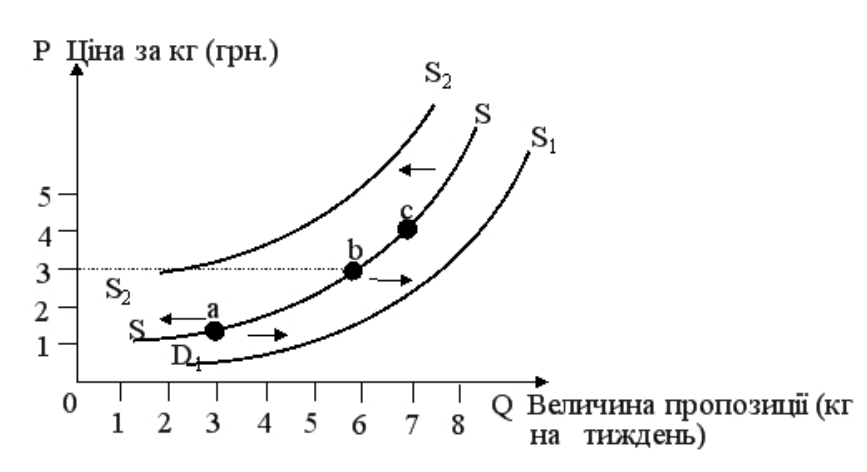 P Ціна за кг (грн.)
S2
S
S1
5
4
3
2
1
c
b
a
S2
S
D1
0
1 2 3 4 5 6 7 8
Q Величина пропозиції (кг
на тиждень)